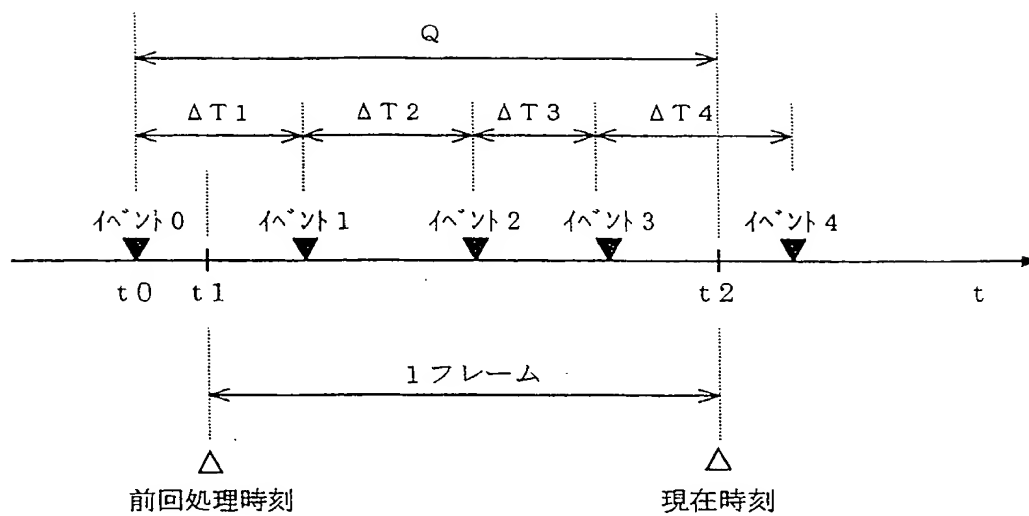 Q
ΔT1 ΔT2 ΔT3 ΔT4
イベント0 イベント1 イベント2 イベント3 イベント4
t0 t1 t2 t
1フレーム
前回処理時刻 現在時刻